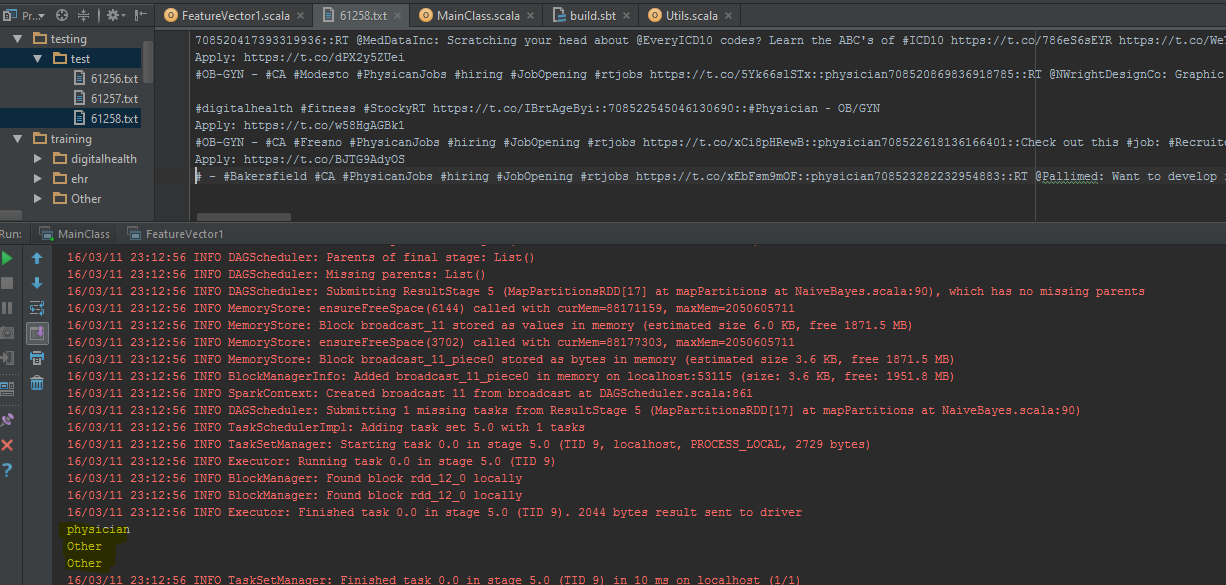 Pr...
FeatureVector1.scala
61258.txt
MainClass.scala
build.sbt
Utils.scala
testing
test
61256.txt
61257.txt
61258.txt
training
digitalhealth
ehr
Other
708520417393319936::RT @MedDataInc: Scratching your head about @EveryICD10 codes? Learn the ABC's of #ICD10 https://t.co/786eS6sEYR https://t.co/We
Apply: https://t.co/dPX2y5ZUei
#OB-GYN - #CA #Modesto #PhysicanJobs #hiring #JobOpening #rtjobs https://t.co/5Yk66slSTx::physician708520869836918785::RT @NWrightDesignCo: Graphic
#digitalhealth #fitness #StockyRT https://t.co/IBrtAgeByi::708522545046130690::#Physician - OB/GYN
Apply: https://t.co/w58HgAGBk1
#OB-GYN - #CA #Fresno #PhysicanJobs #hiring #JobOpening #rtjobs https://t.co/xCi8pHRewB::physician708522618136166401::Check out this #job: #Recruite
Apply: https://t.co/BJTG9AdyOS
# - #Bakersfield #CA #PhysicanJobs #hiring #JobOpening #rtjobs https://t.co/xEbFsm9mOF::physician708523282232954883::RT @Pallimed: Want to develop
Run:
MainClass
FeatureVector1
16/03/11 23:12:56 INFO DAGScheduler: Parents of final stage: List()
16/03/11 23:12:56 INFO DAGScheduler: Missing parents: List()
16/03/11 23:12:56 INFO DAGScheduler: Submitting ResultStage 5 (MapPartitionsRDD[17] at mapPartitions at NaiveBayes.scala:90), which has no missing parents
16/03/11 23:12:56 INFO MemoryStore: ensureFreeSpace(6144) called with curMem=88171159, maxMem=2050605711
16/03/11 23:12:56 INFO MemoryStore: Block broadcast_11 stored as values in memory (estimated size 6.0 KB, free 1871.5 MB)
16/03/11 23:12:56 INFO MemoryStore: ensureFreeSpace(3702) called with curMem=88177303, maxMem=2050605711
16/03/11 23:12:56 INFO MemoryStore: Block broadcast_11_piece0 stored as bytes in memory (estimated size 3.6 KB, free 1871.5 MB)
16/03/11 23:12:56 INFO BlockManagerInfo: Added broadcast_11_piece0 in memory on localhost:53115 (size: 3.6 KB, free: 1951.8 MB)
16/03/11 23:12:56 INFO SparkContext: Created broadcast 11 from broadcast at DAGScheduler.scala:861
16/03/11 23:12:56 INFO DAGScheduler: Submitting 1 missing tasks from ResultStage 5 (MapPartitionsRDD[17] at mapPartitions at NaiveBayes.scala:90)
16/03/11 23:12:56 INFO TaskSchedulerImpl: Adding task set 5.0 with 1 tasks
16/03/11 23:12:56 INFO TaskSetManager: Starting task 0.0 in stage 5.0 (TID 9, localhost, PROCESS_LOCAL, 2729 bytes)
16/03/11 23:12:56 INFO Executor: Running task 0.0 in stage 5.0 (TID 9)
16/03/11 23:12:56 INFO BlockManager: Found block rdd_12_0 locally
16/03/11 23:12:56 INFO BlockManager: Found block rdd_12_0 locally
16/03/11 23:12:56 INFO Executor: Finished task 0.0 in stage 5.0 (TID 9). 2044 bytes result sent to driver
physician
Other
Other
16/03/11 23:12:56 INFO TaskSetManager: Finished task 0.0 in stage 5.0 (TID 9) in 10 ms on localhost (1/1)